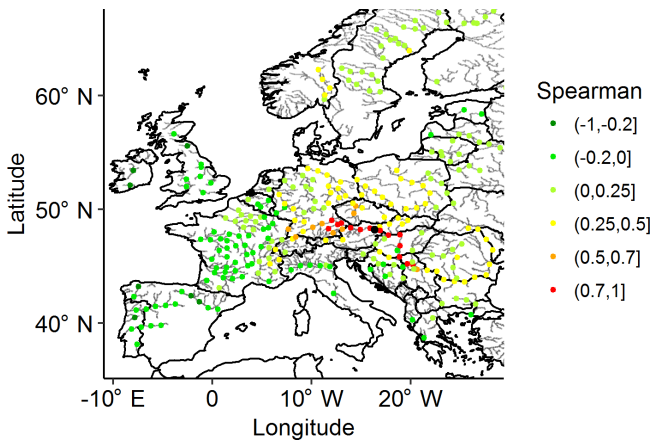 60° N
50° N
40° N
Latitude
-10° E 0 10° W 20° W
Longitude
Spearman
(-1,-0.2]
(-0.2,0]
(0,0.25]
(0.25,0.5]
(0.5,0.7]
(0.7,1]